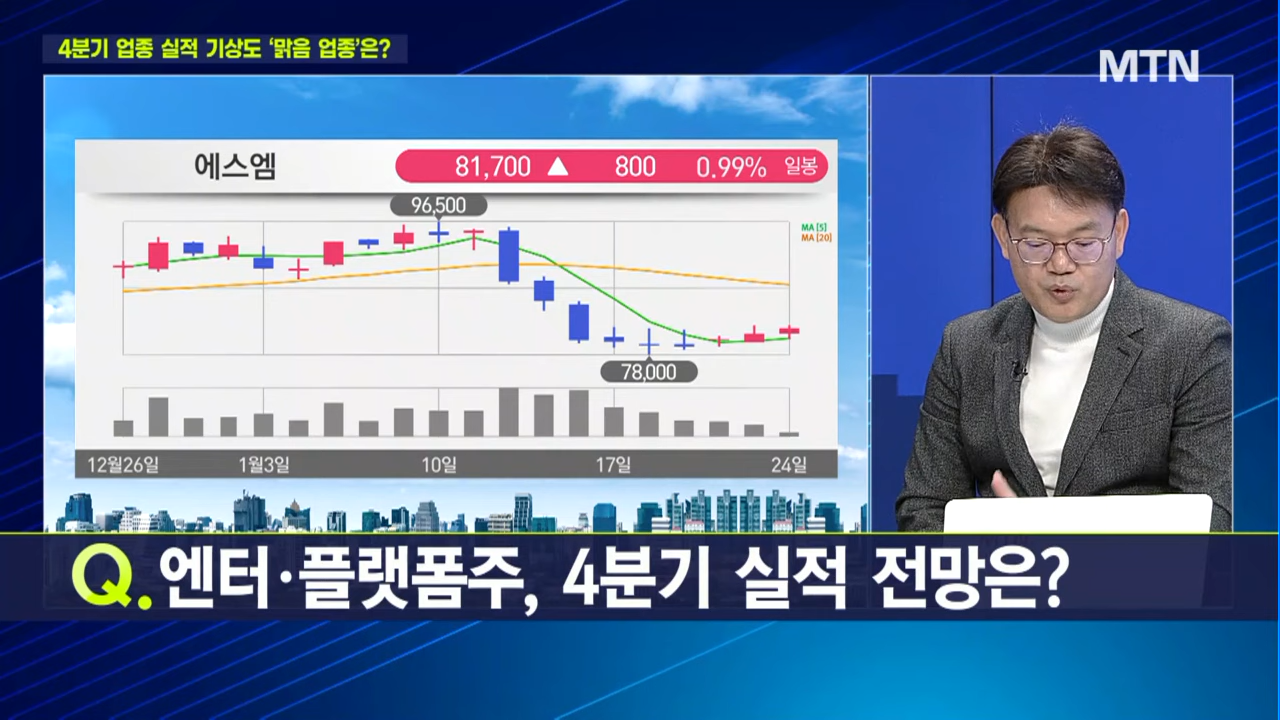 4분기 업종 실적 기상도 ‘맑음 업종’은?
MTN
에스엠
81,700 ▲ 800 0.99% 일봉
96,500
MA [5]
MA [20]
78,000
12월26일 1월3일 10일 17일 24일
Q. 엔터·플랫폼주, 4분기 실적 전망은?